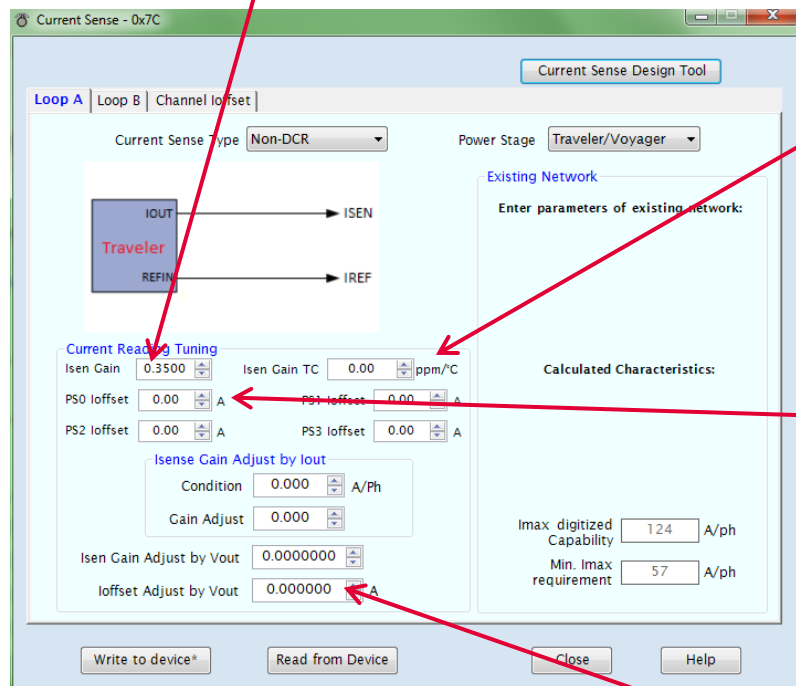 Current Sense - 0x7C
Current Sense Design Tool
Loop A Loop B Channel Ioffset
Current Sense Type Non-DCR Power Stage Traveler/Voyager
Existing Network
Enter parameters of existing network:
IOUT ISEN
Traveler
REFIN IREF
Current Reading Tuning
Isen Gain 0.3500 Isen Gain TC 0.00 ppm/°C
Calculated Characteristics:
PS0 Ioffset 0.00 A PS1 Ioffset 0.00 A
PS2 Ioffset 0.00 A PS3 Ioffset 0.00 A
Isense Gain Adjust by Iout
Condition 0.000 A/Ph
Gain Adjust 0.000
Imax digitized Capability 124 A/ph
Isen Gain Adjust by Vout 0.0000000
Min. Imax requirement 57 A/ph
Ioffset Adjust by Vout 0.000000 A
Write to device* Read from Device Close Help